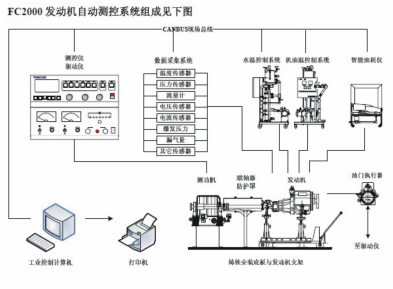 FC2000 发动机自动测控系统组成见下图
CANBUS现场总线
测控仪
驱动仪
数据采集系统
水温控制系统
机油温控制系统
智能油耗仪
温度传感器
压力传感器
流量计
电压传感器
电流传感器
爆发压力
漏气量
其它传感器
测功机
联轴器
防护罩
发动机
油门执行器
工业控制计算机
打印机
铸铁安装底板与发动机支架
至驱动仪